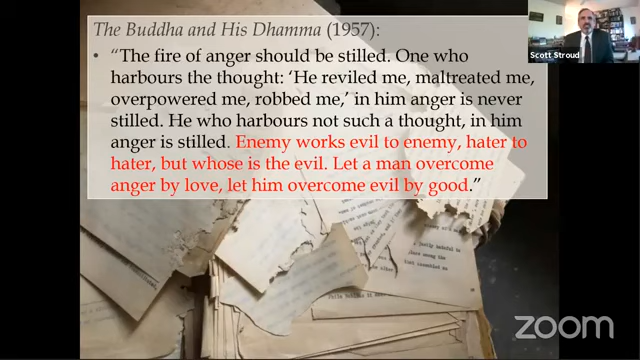 The Buddha and His Dhamma (1957):
• “The fire of anger should be stilled. One who
harbours the thought: ‘He reviled me, maltreated me,
overpowered me, robbed me,’ in him anger is never
stilled. He who harbours not such a thought, in him
anger is stilled. Enemy works evil to enemy, hater to
hater, but whose is the evil. Let a man overcome
anger by love, let him overcome evil by good.”
Scott Stroud
zoom